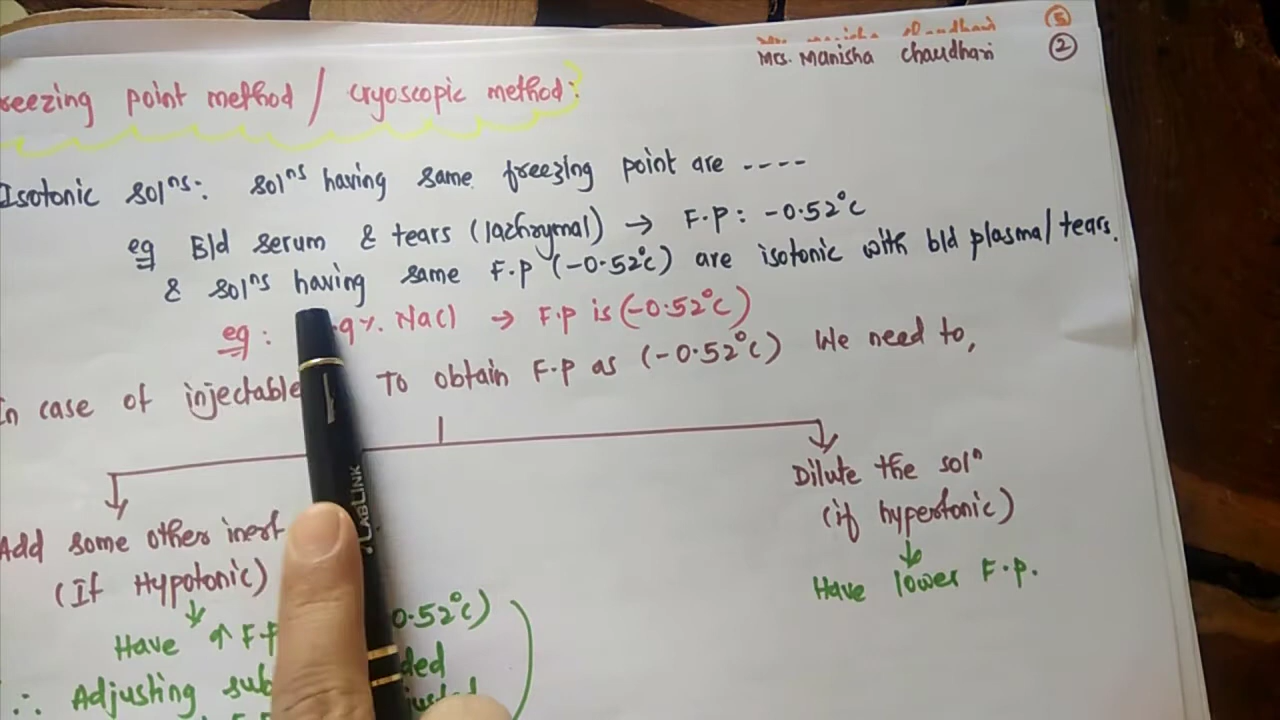 Mrs. Manisha Chaudhari ②
reezing point method / cryoscopic method:
Isotonic solⁿˢ: solⁿˢ having same freezing point are ----
eg Bld serum & tears (lachrymal) → F.P: -0.52°C
& solⁿˢ having same F.P (-0.52°C) are isotonic with bld plasma/tears.
eg: 9%. NaCl → F.P is (-0.52°C)
In case of injectable To obtain F.P as (-0.52°C) We need to,
Dilute the solⁿ
(if hypertonic)
Have lower F.P.
Add some other inert
(If Hypotonic)
Have ↑ F.P 0.52°C)
∴ Adjusting sub ded
LABLINK